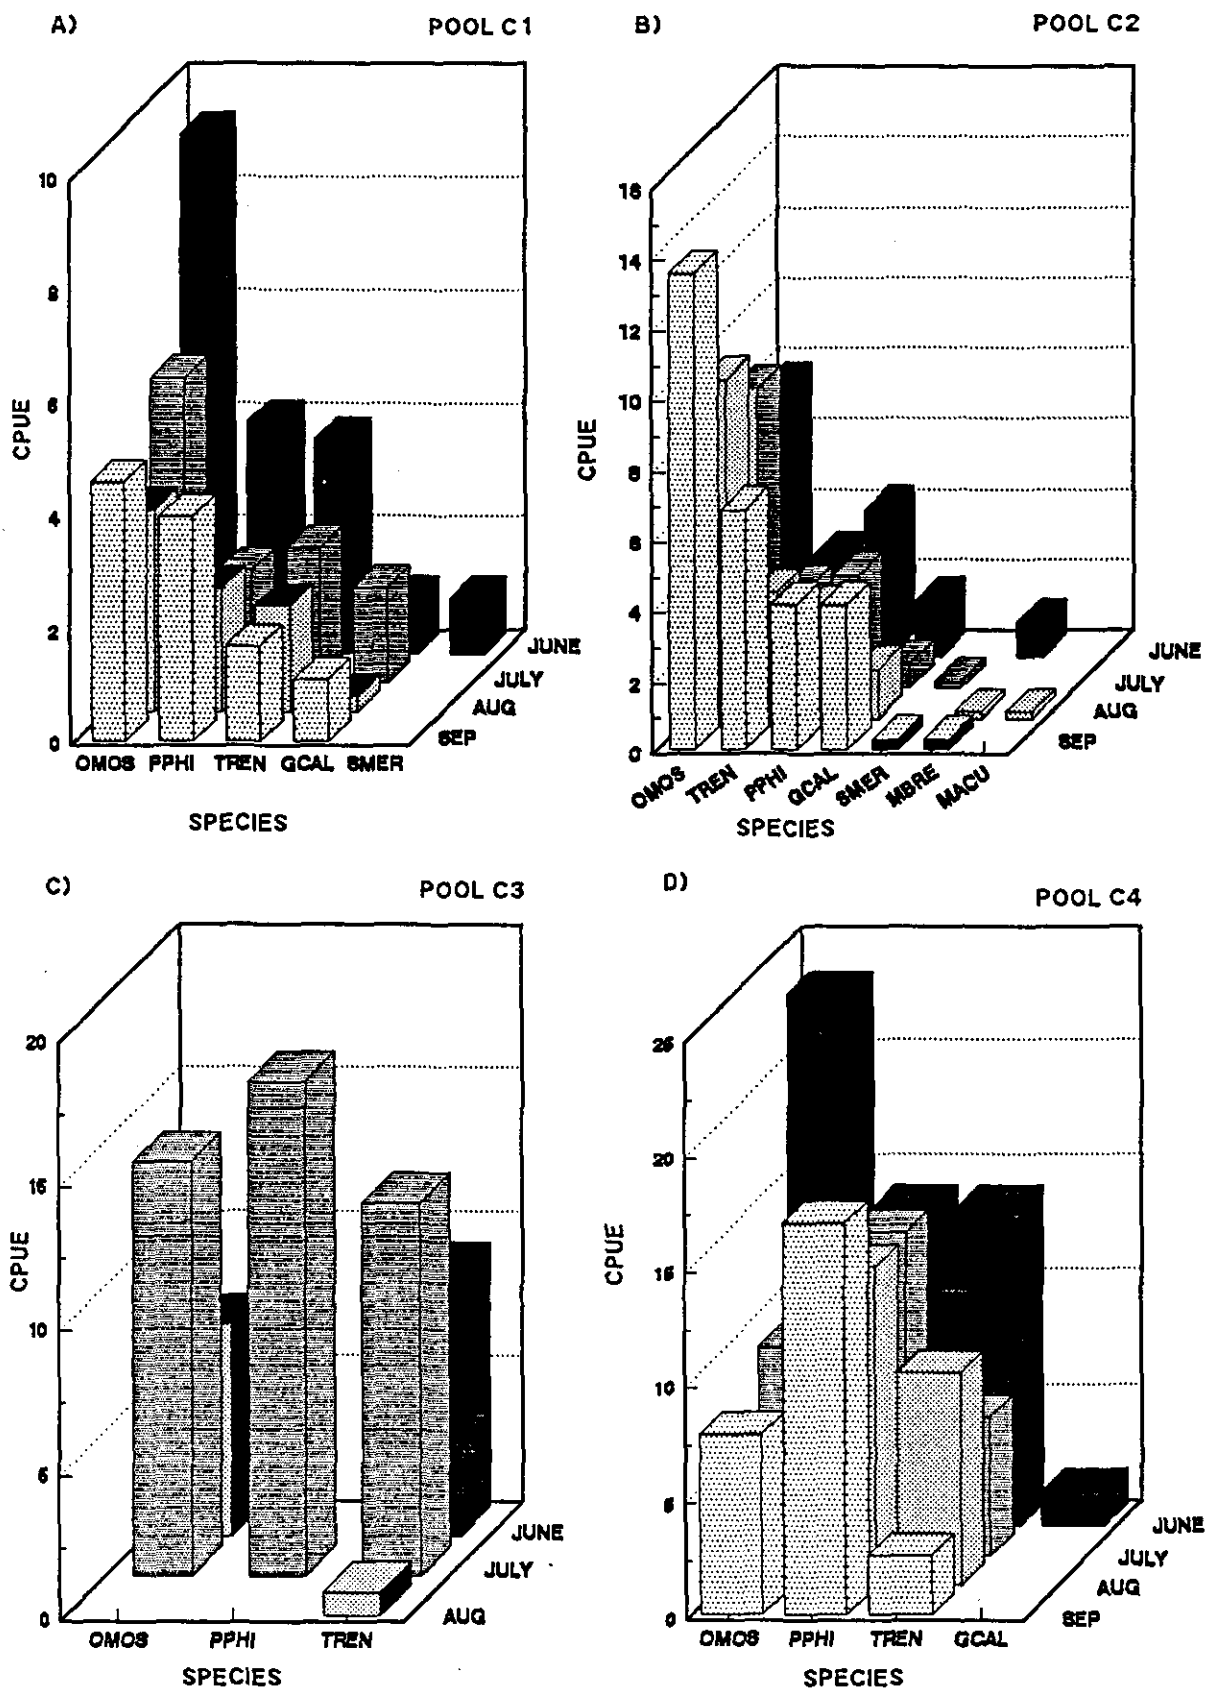 A) POOL C1
10
8
6
4
2
0
CPUE
OMOS PPHI TREN GCAL SMER
SEP AUG JULY JUNE
SPECIES
B) POOL C2
16
14
12
10
8
6
4
2
0
CPUE
OMOS TREN PPHI GCAL SMER MBRE MACU
SEP AUG JULY JUNE
SPECIES
C) POOL C3
20
15
10
5
0
CPUE
OMOS PPHI TREN
AUG JULY JUNE
SPECIES
D) POOL C4
25
20
15
10
5
0
CPUE
OMOS PPHI TREN GCAL
SEP AUG JULY JUNE
SPECIES